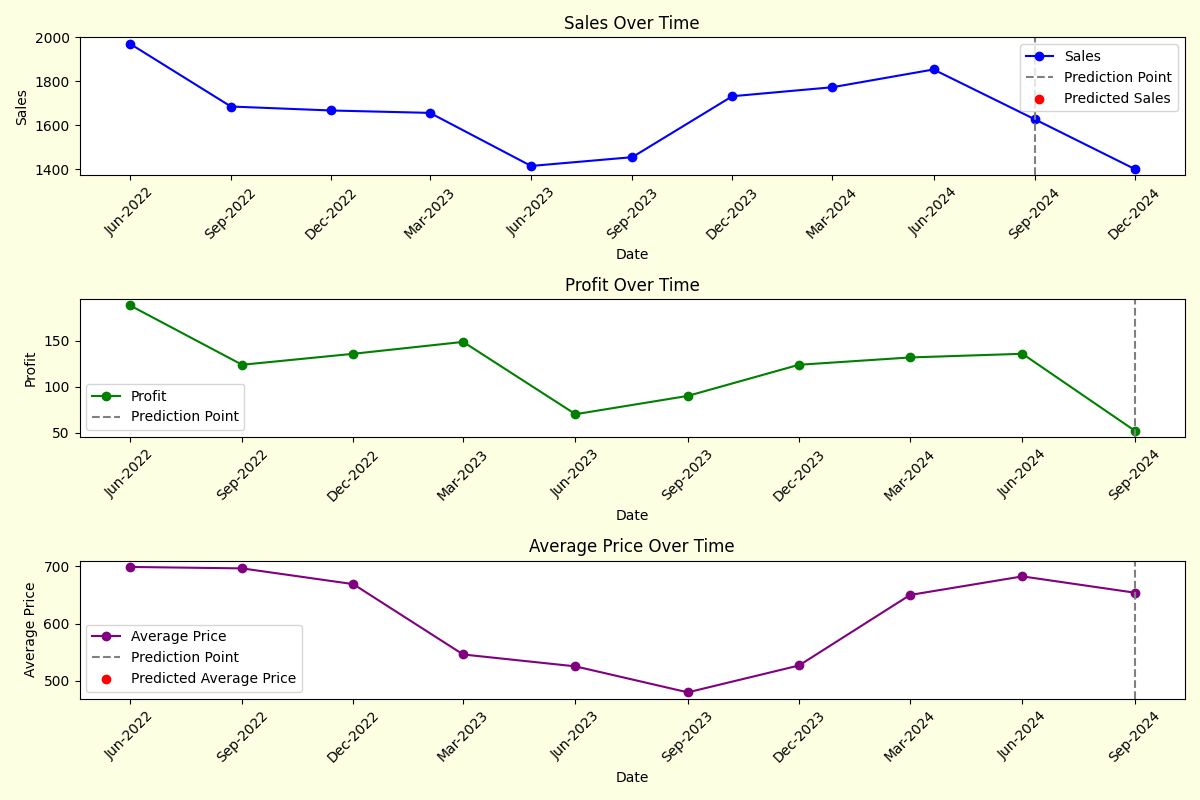 Sales Over Time
2000
1800
1600
1400
Sales
Sales
Prediction Point
Predicted Sales
Jun-2022
Sep-2022
Dec-2022
Mar-2023
Jun-2023
Sep-2023
Dec-2023
Mar-2024
Jun-2024
Sep-2024
Dec-2024
Date
Profit Over Time
150
100
50
Profit
Profit
Prediction Point
Jun-2022
Sep-2022
Dec-2022
Mar-2023
Jun-2023
Sep-2023
Dec-2023
Mar-2024
Jun-2024
Sep-2024
Date
Average Price Over Time
700
600
500
Average Price
Average Price
Prediction Point
Predicted Average Price
Jun-2022
Sep-2022
Dec-2022
Mar-2023
Jun-2023
Sep-2023
Dec-2023
Mar-2024
Jun-2024
Sep-2024
Date